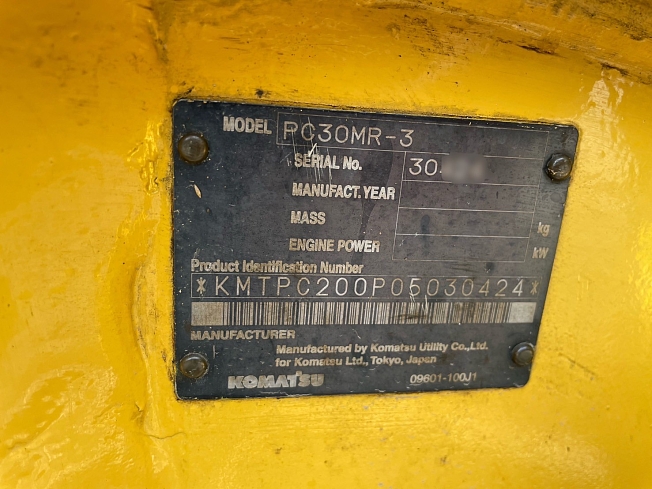 MODEL PC30MR-3
SERIAL No. 30
MANUFACT. YEAR
MASS kg
ENGINE POWER kW
Product Identification Number
*KMTPC200P05030424*
MANUFACTURER
Manufactured by Komatsu Utility Co.,Ltd.
for Komatsu Ltd., Tokyo, Japan
KOMATSU 09601-100J1